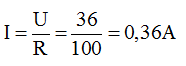 I = U/R = 36/100 = 0,36A